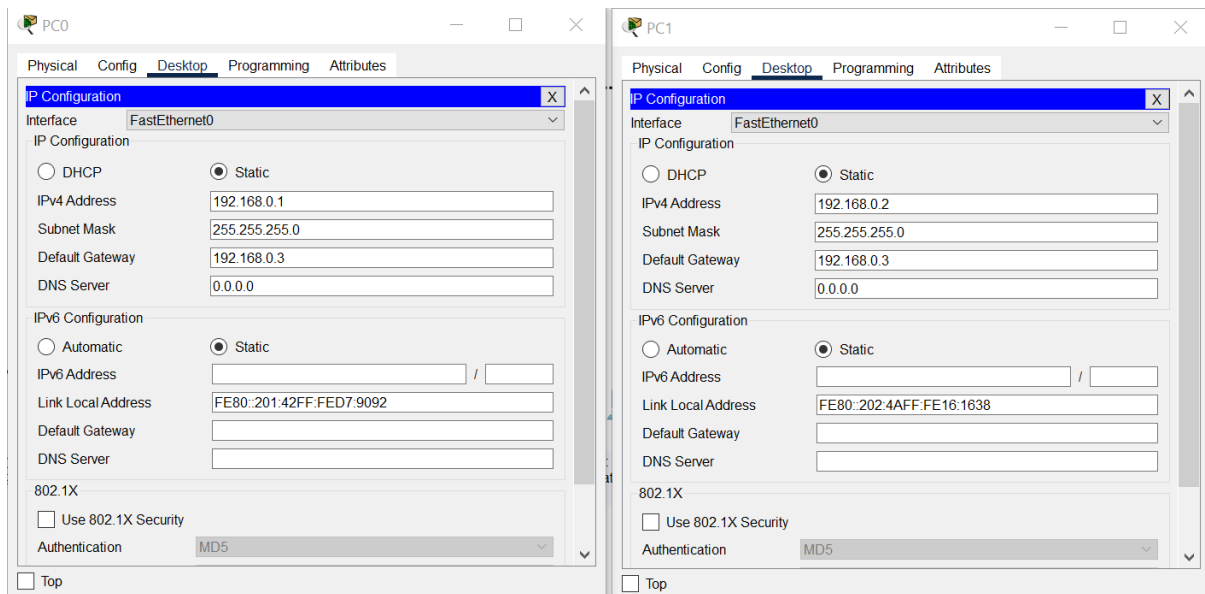 PC0
Physical Config Desktop Programming Attributes
IP Configuration X
Interface FastEthernet0
IP Configuration
DHCP Static
IPv4 Address 192.168.0.1
Subnet Mask 255.255.255.0
Default Gateway 192.168.0.3
DNS Server 0.0.0.0
IPv6 Configuration
Automatic Static
IPv6 Address /
Link Local Address FE80::201:42FF:FED7:9092
Default Gateway
DNS Server
802.1X
Use 802.1X Security
Authentication MD5
Top
PC1
Physical Config Desktop Programming Attributes
IP Configuration X
Interface FastEthernet0
IP Configuration
DHCP Static
IPv4 Address 192.168.0.2
Subnet Mask 255.255.255.0
Default Gateway 192.168.0.3
DNS Server 0.0.0.0
IPv6 Configuration
Automatic Static
IPv6 Address /
Link Local Address FE80::202:4AFF:FE16:1638
Default Gateway
DNS Server
802.1X
Use 802.1X Security
Authentication MD5
Top